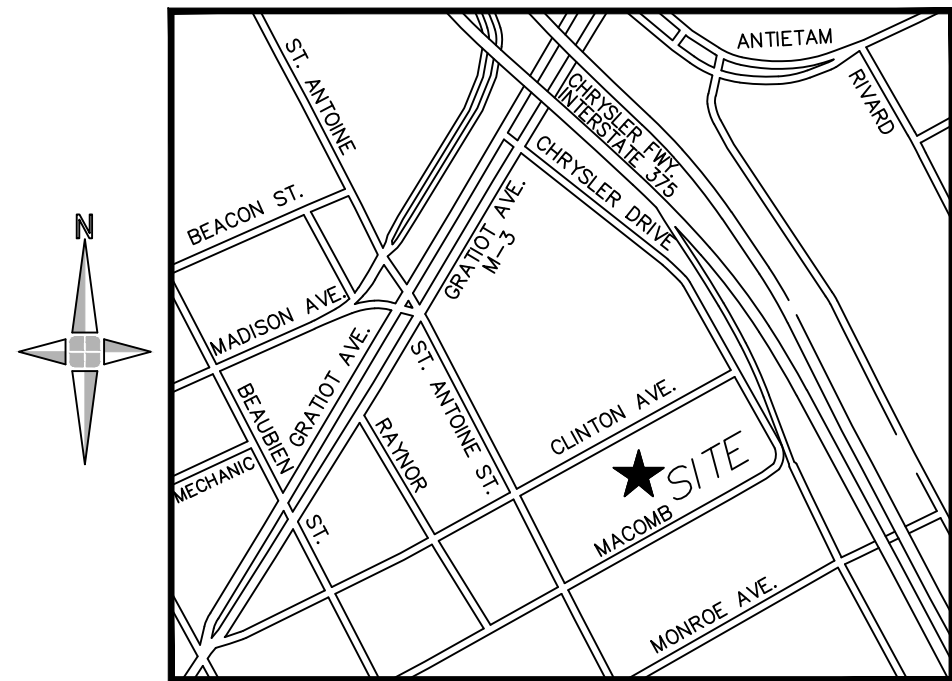 ANTIETAM
ST. ANTOINE
RIVARD
CHRYSLER FWY.
INTERSTATE 375
CHRYSLER DRIVE
N
BEACON ST.
GRATIOT AVE.
M-3
MADISON AVE.
GRATIOT AVE.
ST. ANTOINE ST.
BEAUBIEN
ST.
RAYNOR
CLINTON AVE.
MECHANIC
SITE
MACOMB
MONROE AVE.